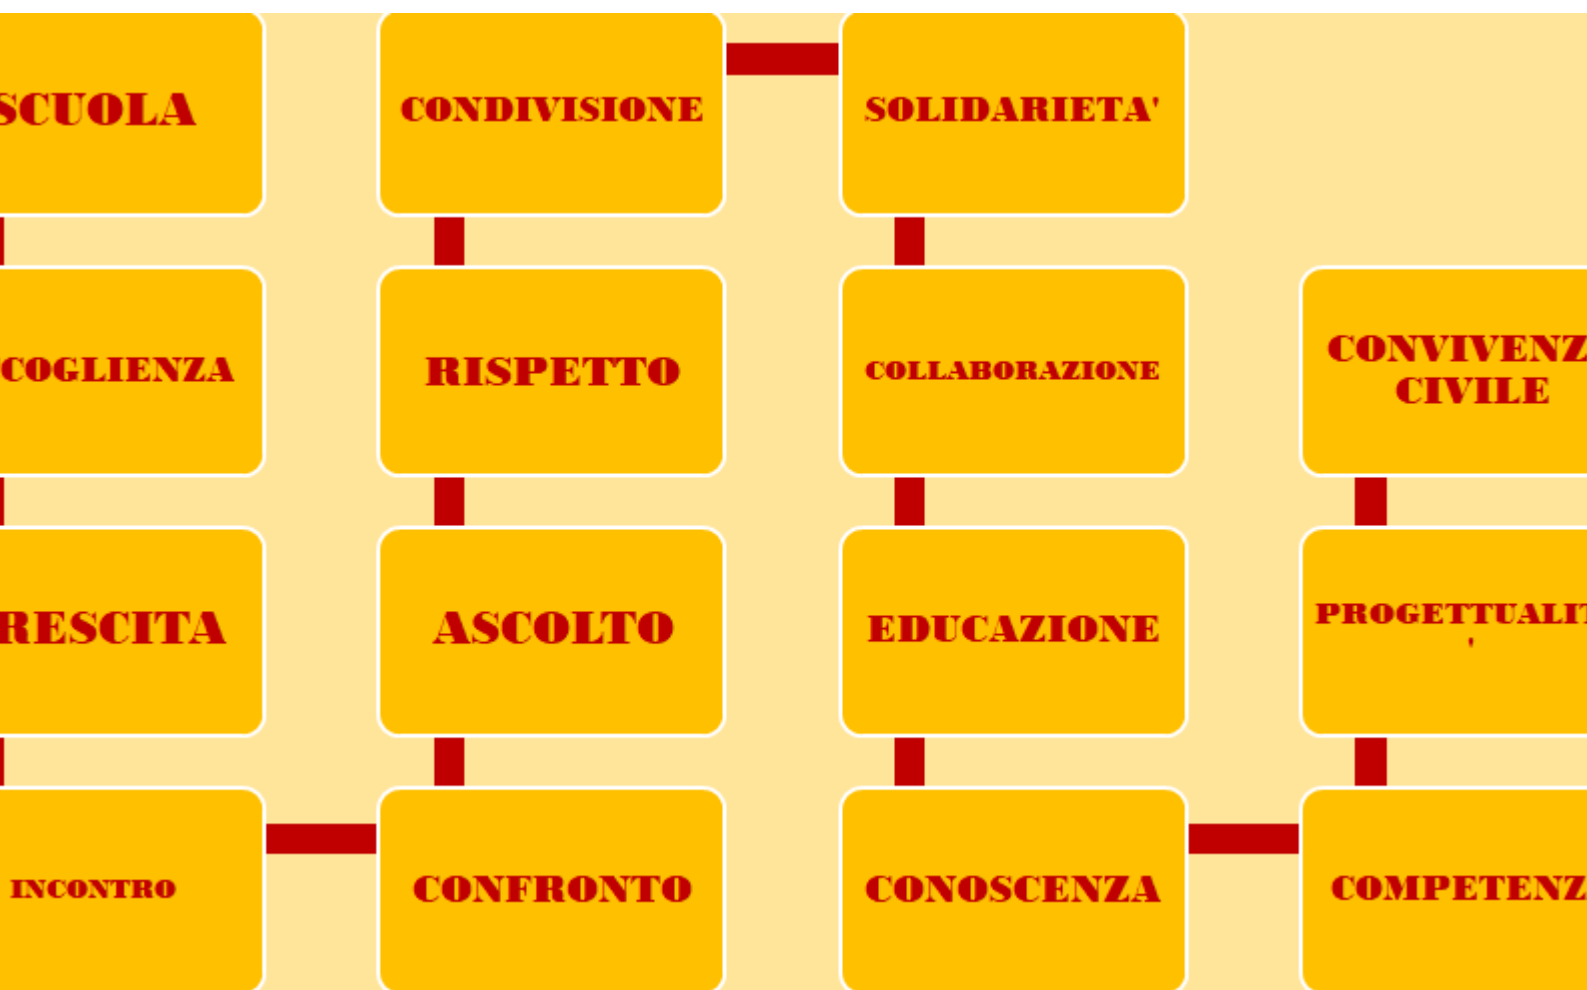 SCUOLA
CONDIVISIONE
SOLIDARIETA'
COGLIENZA
RISPETTO
COLLABORAZIONE
CONVIVENZ
CIVILE
RESCITA
ASCOLTO
EDUCAZIONE
PROGETTUALIT
'
INCONTRO
CONFRONTO
CONOSCENZA
COMPETENZ